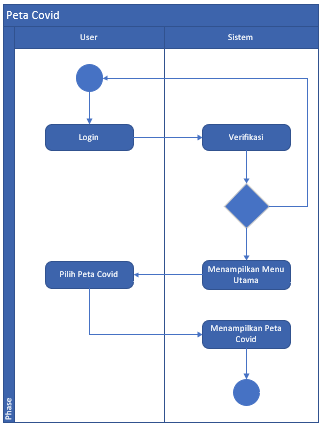 Peta Covid
User
Sistem
Login
Verifikasi
Menampilkan Menu
Utama
Pilih Peta Covid
Menampilkan Peta
Covid
Phase